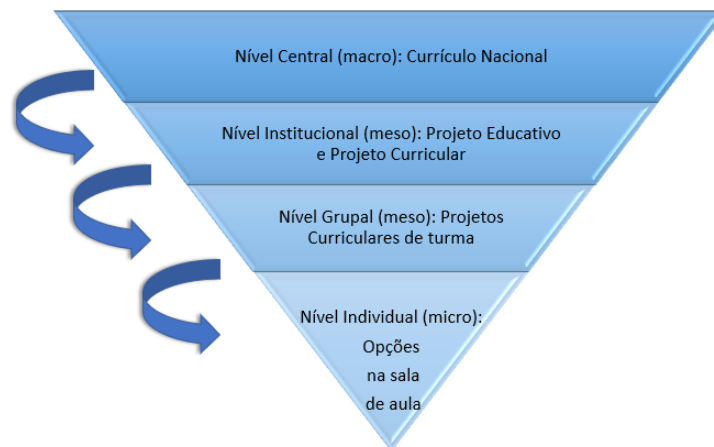 Nível Central (macro): Currículo Nacional
Nível Institucional (meso): Projeto Educativo
e Projeto Curricular
Nível Grupal (meso): Projetos
Curriculares de turma
Nível Individual (micro):
Opções
na sala
de aula